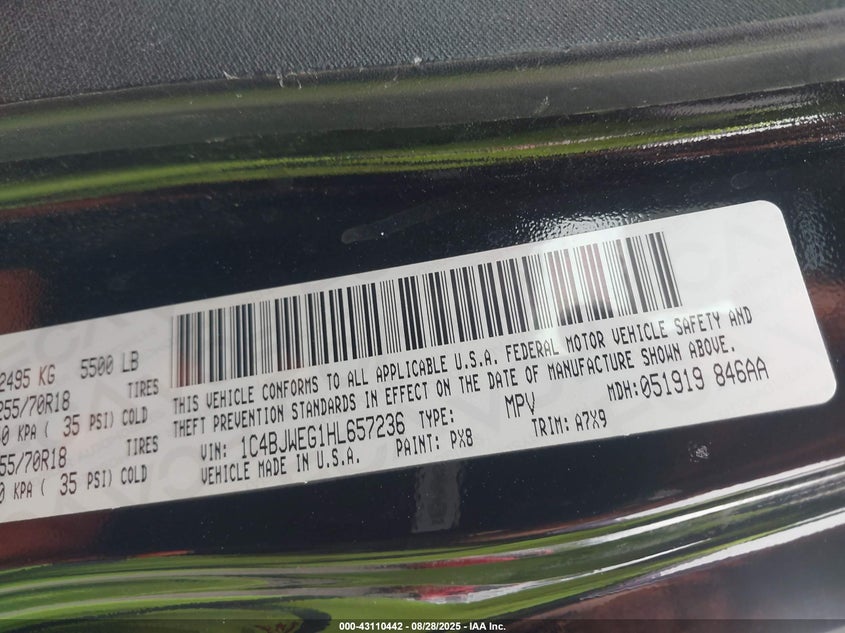 2495 KG 5500 LB
255/70R18 TIRES
0 KPA ( 35 PSI) COLD
55/70R18 TIRES
0 KPA ( 35 PSI) COLD
THIS VEHICLE CONFORMS TO ALL APPLICABLE U.S.A. FEDERAL MOTOR VEHICLE SAFETY AND
THEFT PREVENTION STANDARDS IN EFFECT ON THE DATE OF MANUFACTURE SHOWN ABOVE.
VIN: 1C4BJWEG1HL657236 TYPE: MPV MDH:051919 846AA
VEHICLE MADE IN U.S.A. PAINT: PX8 TRIM: A7X9
000-43110442 - 08/28/2025 - IAA Inc.